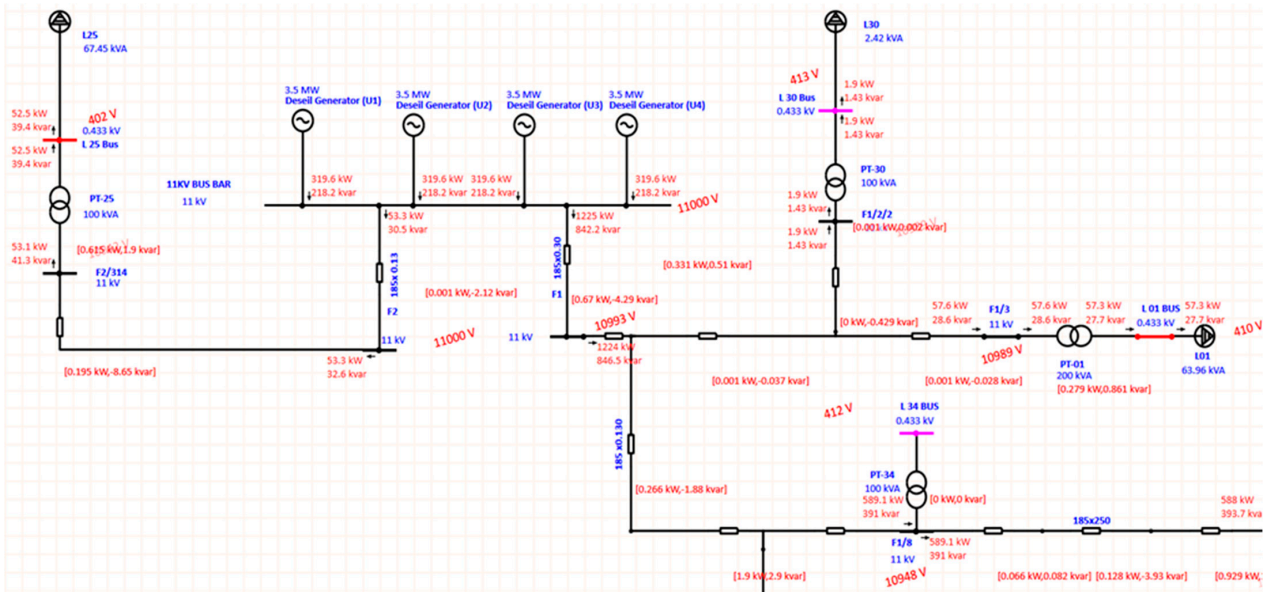 L25
67.45 kVA
52.5 kW
39.4 kvar
402 V
0.433 kV
L 25 Bus
52.5 kW
39.4 kvar
PT-25
100 kVA
53.1 kW
41.3 kvar
[0.615 kW,1.9 kvar]
F2/314
11 kV
[0.195 kW,-8.65 kvar]
11KV BUS BAR
11 kV
3.5 MW
Deseil Generator (U1)
3.5 MW
Deseil Generator (U2)
3.5 MW
Deseil Generator (U3)
3.5 MW
Deseil Generator (U4)
319.6 kW
218.2 kvar
319.6 kW
218.2 kvar
319.6 kW
218.2 kvar
319.6 kW
218.2 kvar
11000 V
53.3 kW
30.5 kvar
185x 0.13
F2
[0.001 kW,-2.12 kvar]
11 kV
11000 V
53.3 kW
32.6 kvar
1225 kW
842.2 kvar
185x0.30
F1
[0.331 kW,0.51 kvar]
[0.67 kW,-4.29 kvar]
11 kV
10993 V
1224 kW
846.5 kvar
L30
2.42 kVA
413 V
L 30 Bus
0.433 kV
1.9 kW
1.43 kvar
1.9 kW
1.43 kvar
PT-30
100 kVA
1.9 kW
1.43 kvar
F1/2/2
[0.001 kW,0.002 kvar]
1.9 kW
1.43 kvar
[0 kW,-0.429 kvar]
[0.001 kW,-0.037 kvar]
57.6 kW
28.6 kvar
F1/3
11 kV
10989 V
57.6 kW
28.6 kvar
57.3 kW
27.7 kvar
L 01 BUS
0.433 kV
57.3 kW
27.7 kvar
410 V
[0.001 kW,-0.028 kvar]
PT-01
200 kVA
[0.279 kW,0.861 kvar]
L01
63.96 kVA
185 x0.130
[0.266 kW,-1.88 kvar]
412 V
L 34 BUS
0.433 kV
PT-34
100 kVA
589.1 kW
391 kvar
[0 kW,0 kvar]
F1/8
11 kV
10948 V
589.1 kW
391 kvar
185x250
588 kW
393.7 kva
[1.9 kW,2.9 kvar]
[0.066 kW,0.082 kvar]
[0.128 kW,-3.93 kvar]
[0.929 kW,